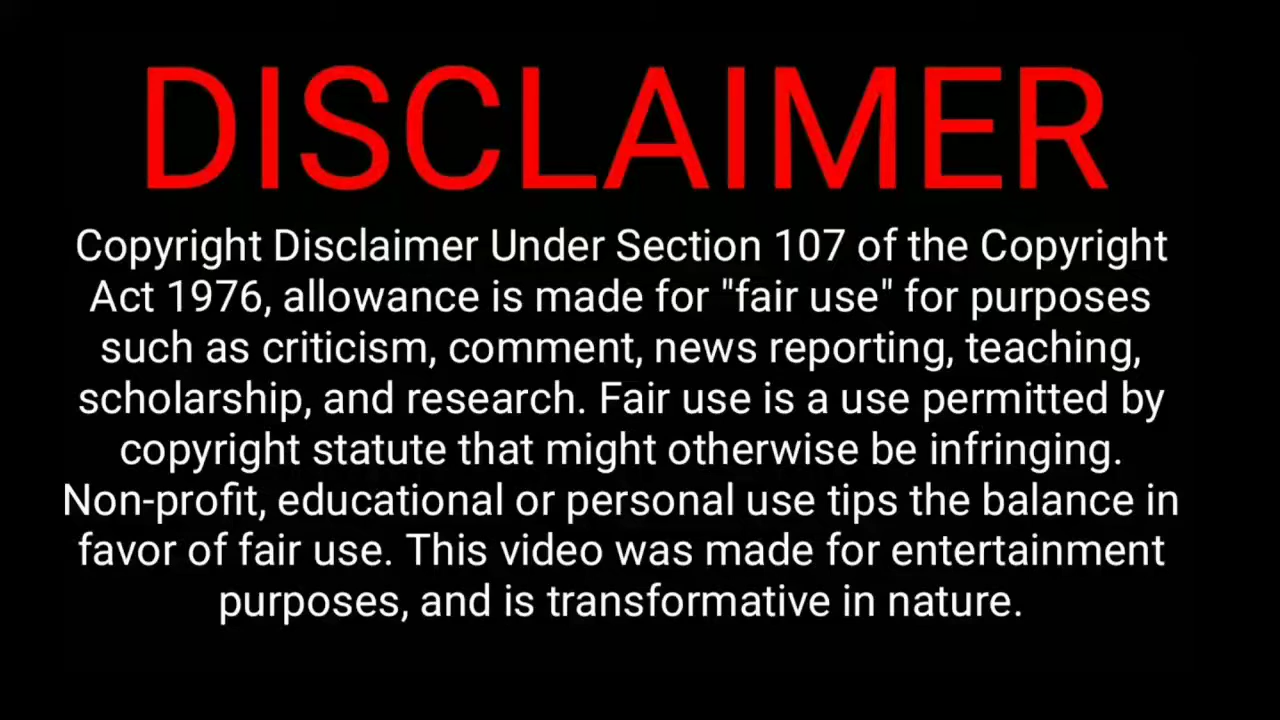 DISCLAIMER
Copyright Disclaimer Under Section 107 of the Copyright
Act 1976, allowance is made for "fair use" for purposes
such as criticism, comment, news reporting, teaching,
scholarship, and research. Fair use is a use permitted by
copyright statute that might otherwise be infringing.
Non-profit, educational or personal use tips the balance in
favor of fair use. This video was made for entertainment
purposes, and is transformative in nature.